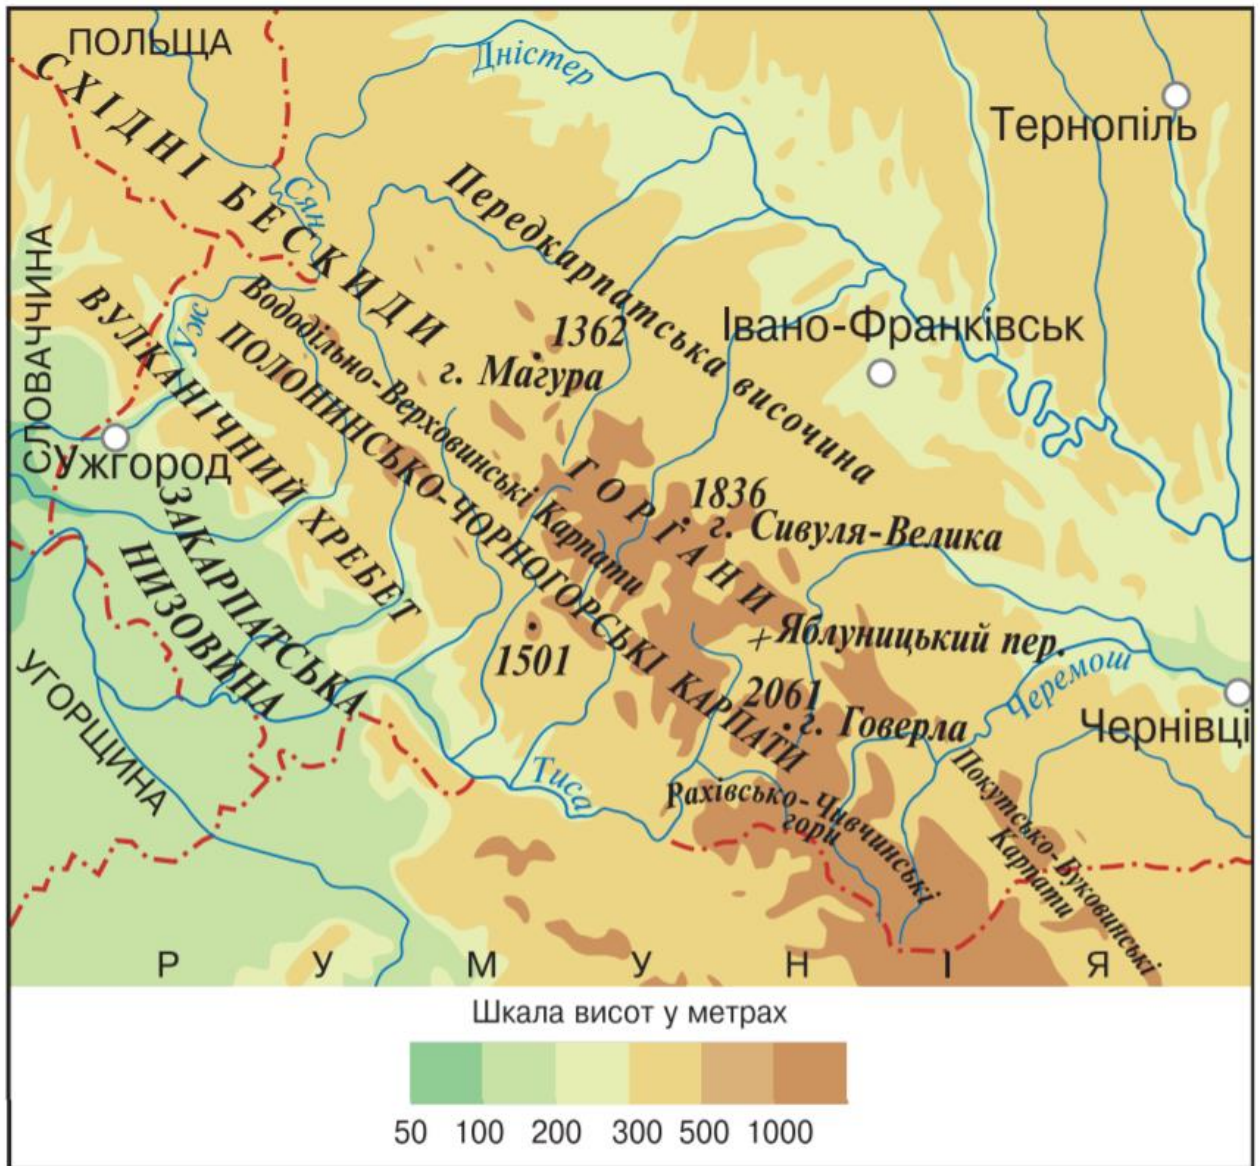 ПОЛЬЩА
Дністер
Тернопіль
СХІДНІ БЕСКИДИ
Сян
Передкарпатська височина
СЛОВАЧЧИНА
Уж
ВУЛКАНІЧНИЙ ХРЕБЕТ
Вододільно-Верховинські Карпати
ПОЛОНИНСЬКО-ЧОРНОГОРСЬКІ КАРПАТИ
1362
г. Магура
Івано-Франківськ
Ужгород
ЗАКАРПАТСЬКА
НИЗОВИНА
ҐОРҐАНИ
1836
г. Сивуля-Велика
1501
Яблуницький пер.
2061
г. Говерла
Черемош
Чернівці
УГОРЩИНА
Тиса
Рахівсько-Чивчинські
гори
Покутсько-Буковинські
Карпати
РУМУНІЯ
Шкала висот у метрах
50 100 200 300 500 1000